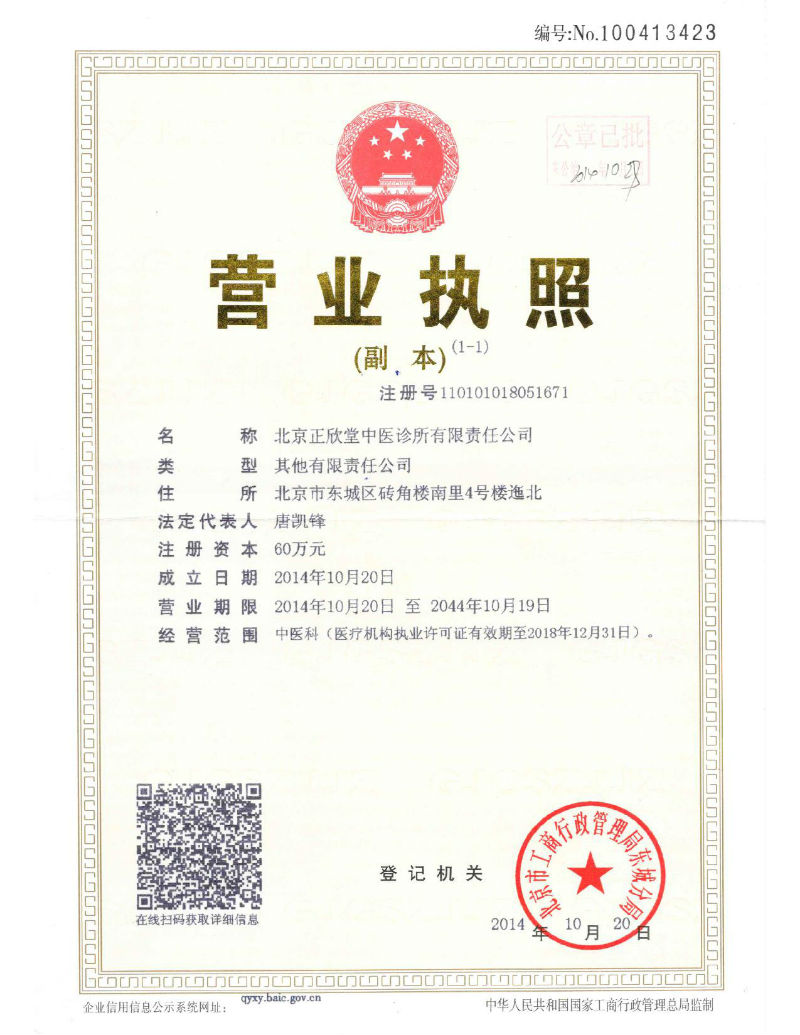 编号:No.100413423
公章已批
营业执照
(副 本)(1-1)
注册号110101018051671
名称 北京正欣堂中医诊所有限责任公司
类型 其他有限责任公司
住所 北京市东城区砖角楼南里4号楼迤北
法定代表人 唐凯锋
注册资本 60万元
成立日期 2014年10月20日
营业期限 2014年10月20日 至 2044年10月19日
经营范围 中医科（医疗机构执业许可证有效期至2018年12月31日）。
在线扫码获取详细信息
登记机关
北京市工商行政管理局东城分局
2014年10月20日
企业信用信息公示系统网址： qyxy.baic.gov.cn
中华人民共和国国家工商行政管理总局监制